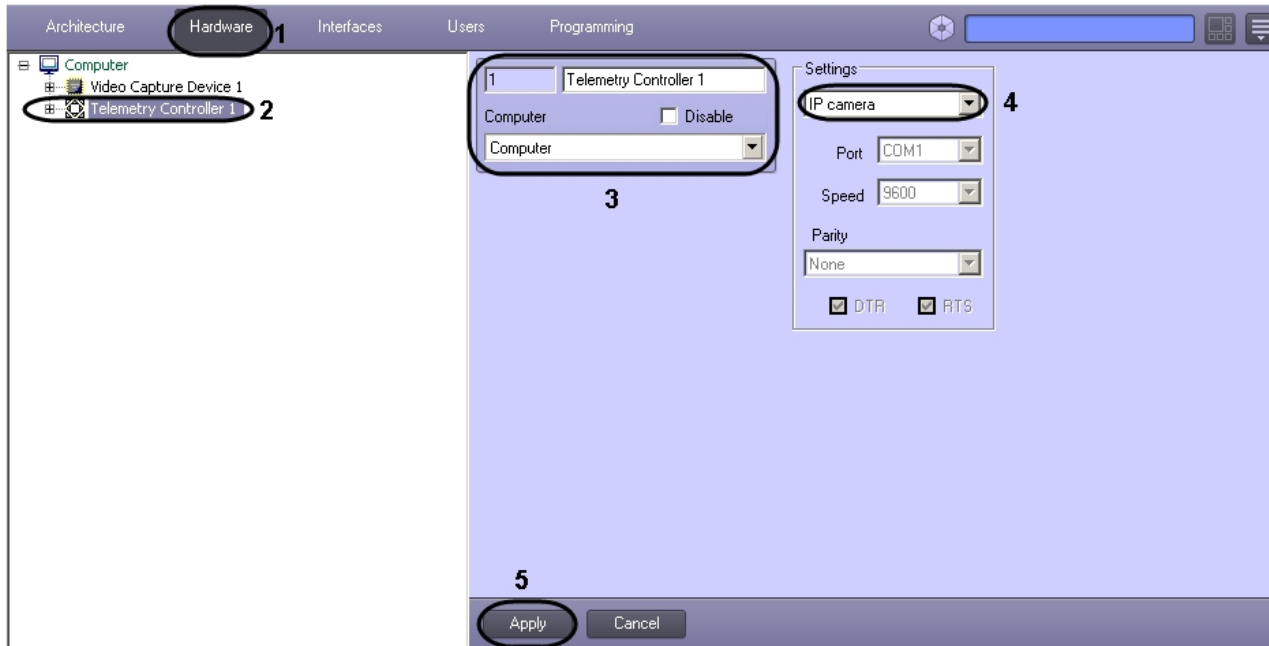 Architecture Hardware 1 Interfaces Users Programming
Computer
Video Capture Device 1
Telemetry Controller 1 2
1 Telemetry Controller 1
Computer Disable
Computer
3
Settings
IP camera 4
Port COM1
Speed 9600
Parity
None
DTR RTS
5
Apply Cancel